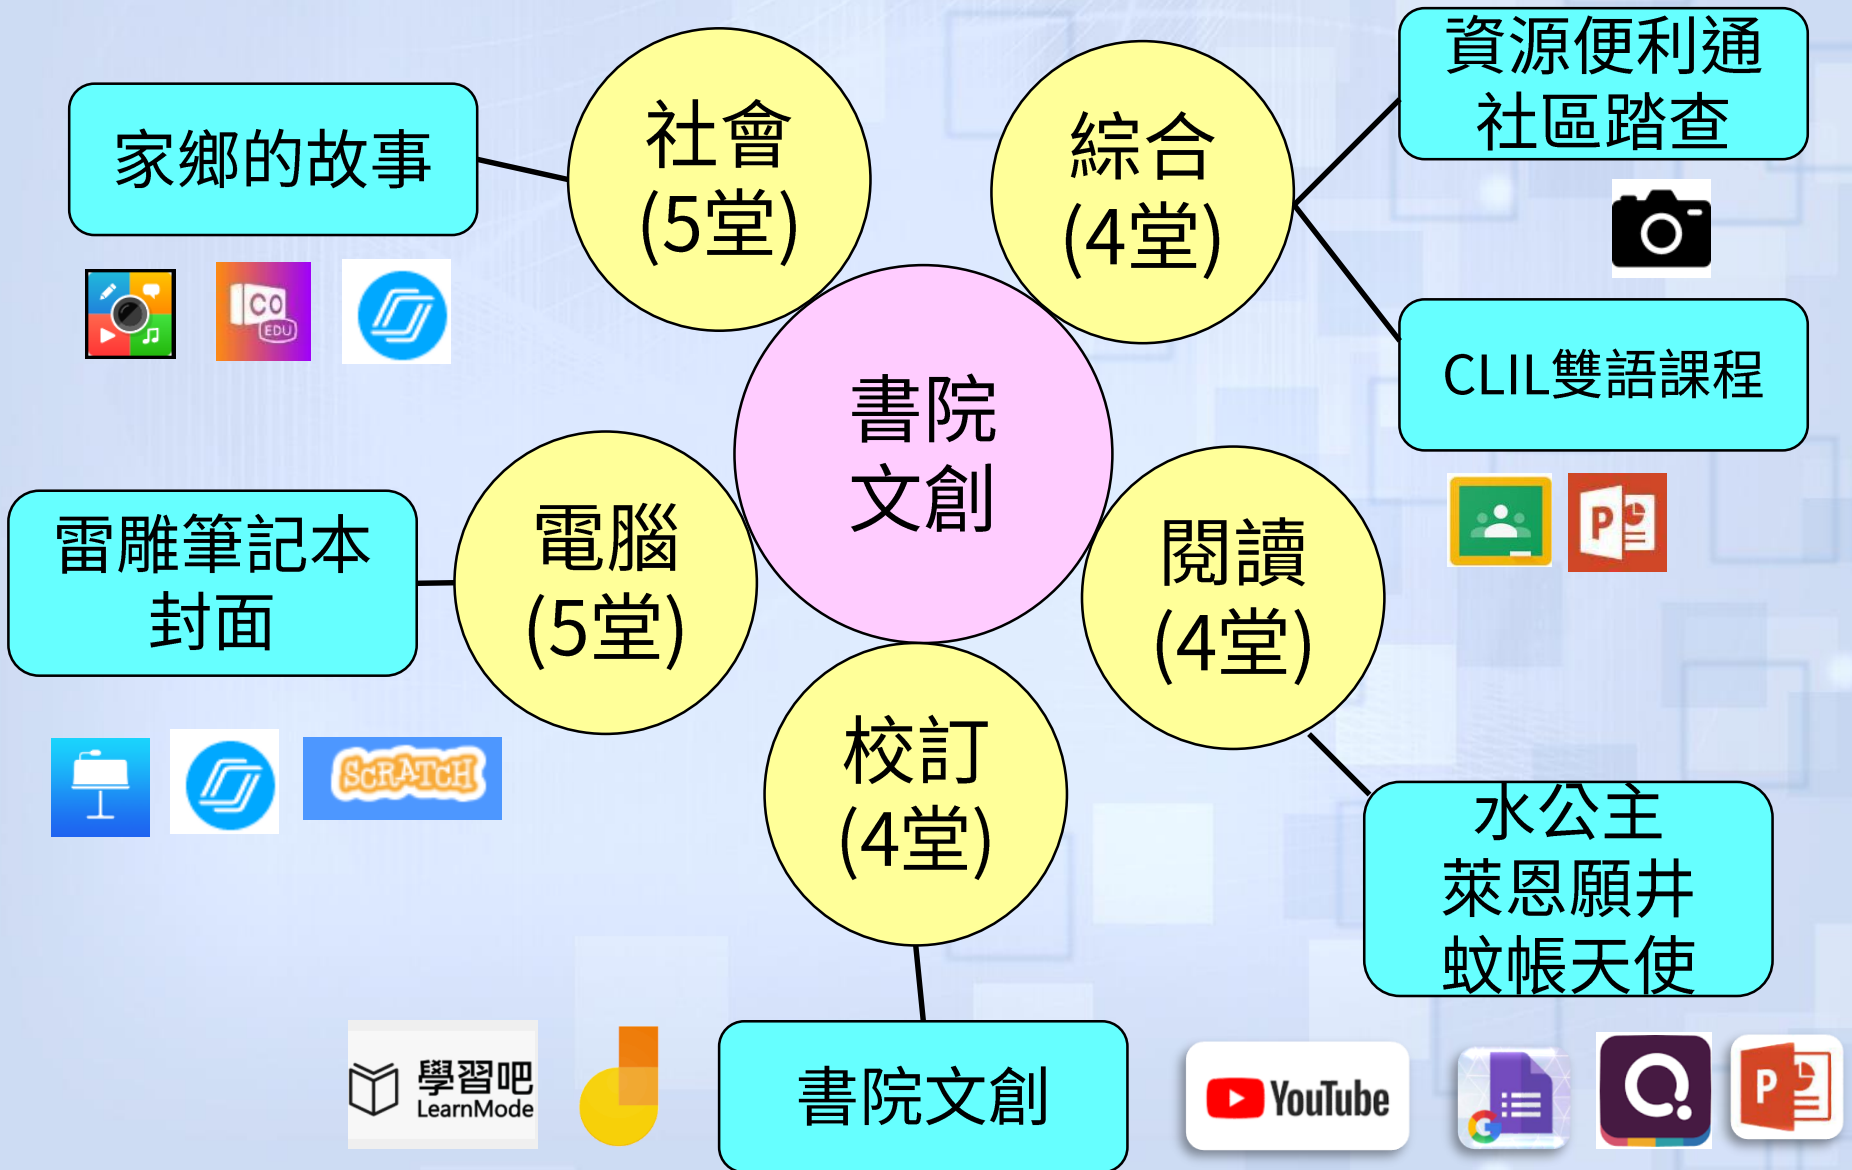 書院
文創
社會
(5堂)
家鄉的故事
CO
EDU
綜合
(4堂)
資源便利通
社區踏查
CLIL雙語課程
P
閱讀
(4堂)
水公主
萊恩願井
蚊帳天使
YouTube
G
Q
P
校訂
(4堂)
書院文創
學習吧
LearnMode
電腦
(5堂)
雷雕筆記本
封面
SCRATCH